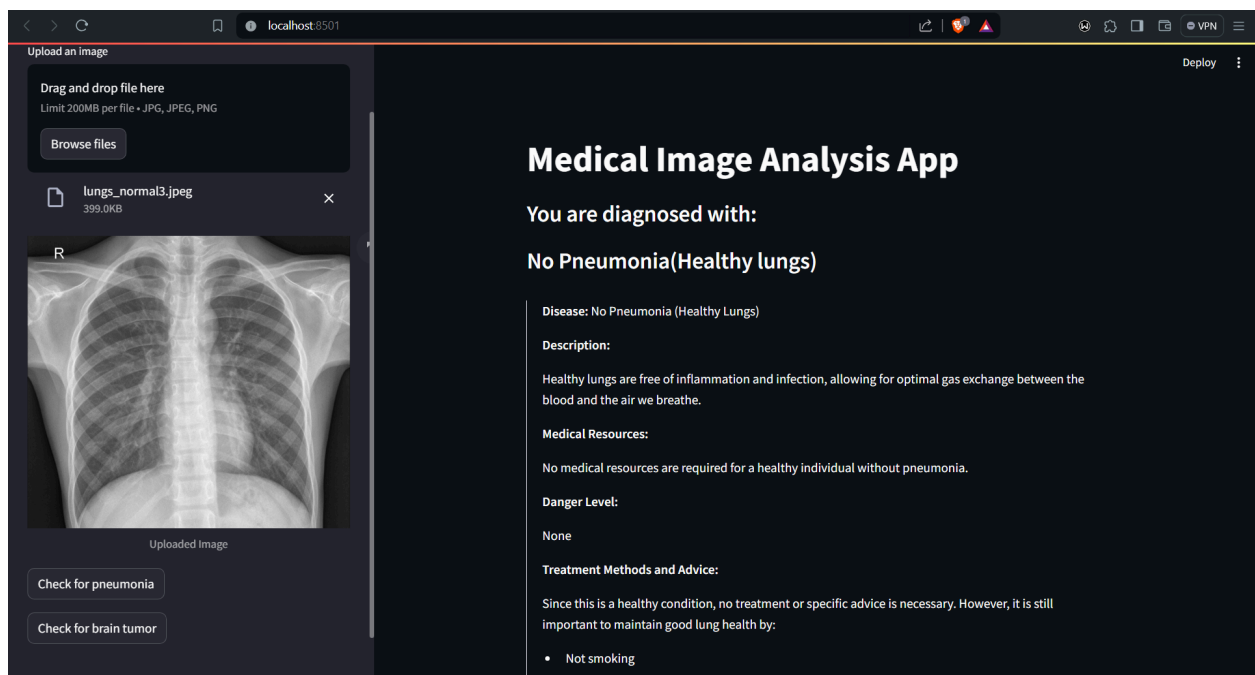 localhost:8501
VPN
Upload an image
Drag and drop file here
Limit 200MB per file • JPG, JPEG, PNG
Browse files
lungs_normal3.jpeg
399.0KB
R
Uploaded Image
Check for pneumonia
Check for brain tumor
Deploy
Medical Image Analysis App
You are diagnosed with:
No Pneumonia(Healthy lungs)
Disease: No Pneumonia (Healthy Lungs)
Description:
Healthy lungs are free of inflammation and infection, allowing for optimal gas exchange between the
blood and the air we breathe.
Medical Resources:
No medical resources are required for a healthy individual without pneumonia.
Danger Level:
None
Treatment Methods and Advice:
Since this is a healthy condition, no treatment or specific advice is necessary. However, it is still
important to maintain good lung health by:
• Not smoking